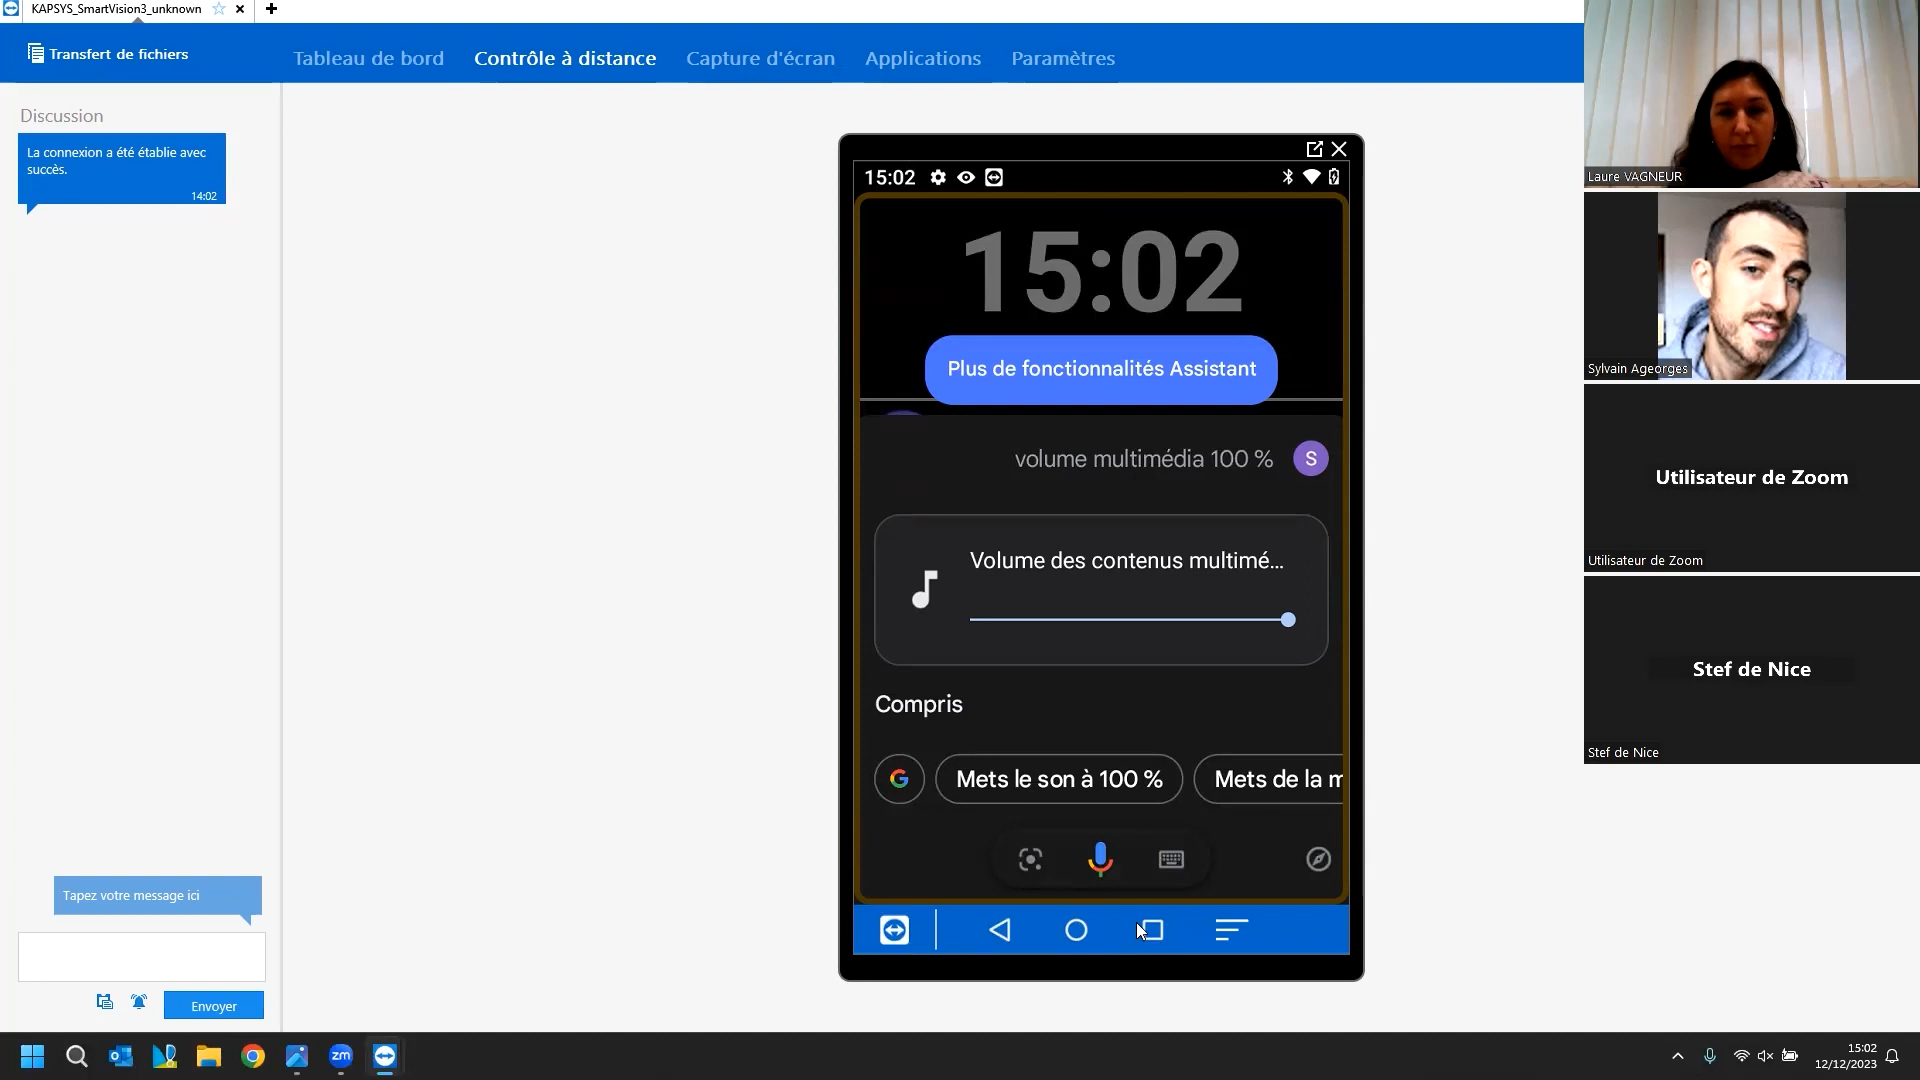 KAPSYS_SmartVision3_unknown
Transfert de fichiers
Tableau de bord
Contrôle à distance
Capture d'écran
Applications
Paramètres
Discussion
La connexion a été établie avec
succès.
14:02
15:02
15:02
Plus de fonctionnalités Assistant
volume multimédia 100 %
S
Volume des contenus multimé...
Compris
G
Mets le son à 100 %
Mets de la m
Tapez votre message ici
Envoyer
Laure VAGNEUR
Sylvain Ageorges
Utilisateur de Zoom
Utilisateur de Zoom
Stef de Nice
Stef de Nice
zm
15:02
12/12/2023